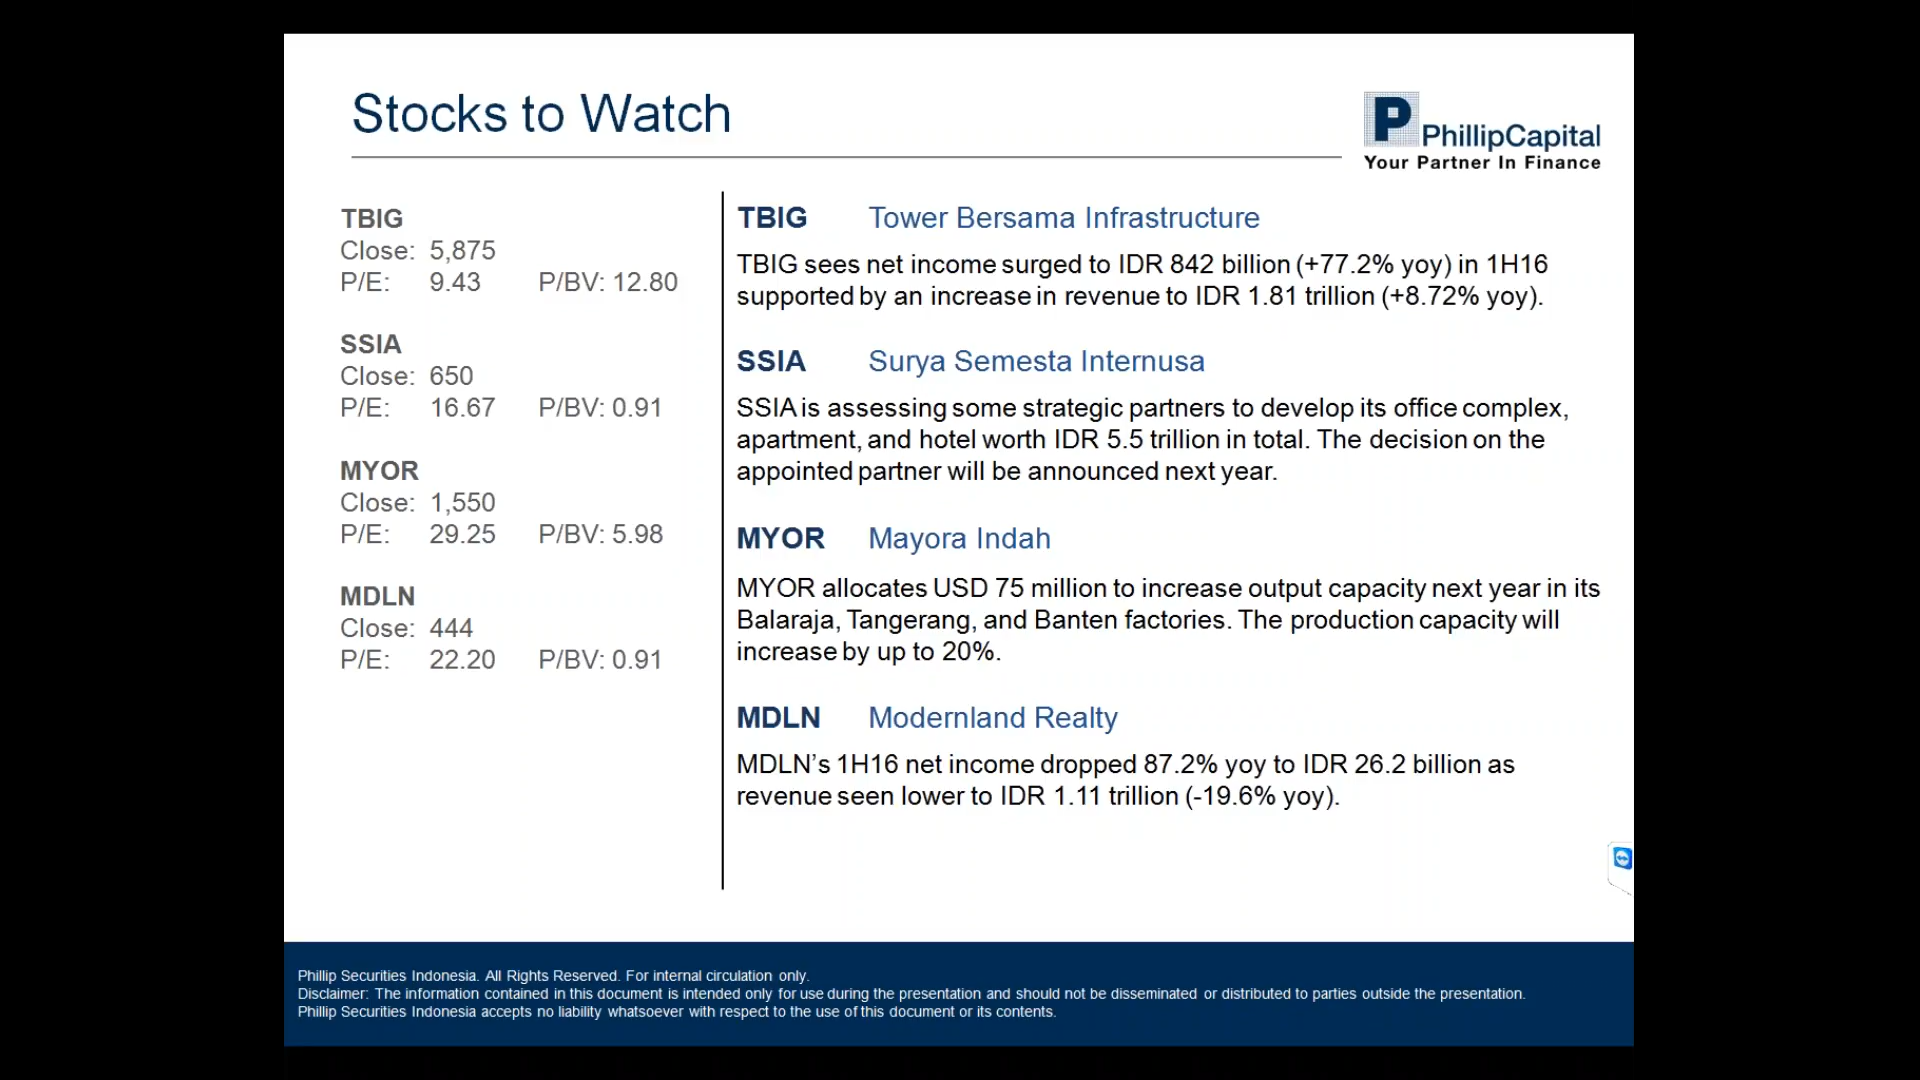 Stocks to Watch
P PhillipCapital
Your Partner In Finance
TBIG
Close: 5,875
P/E: 9.43 P/BV: 12.80
SSIA
Close: 650
P/E: 16.67 P/BV: 0.91
MYOR
Close: 1,550
P/E: 29.25 P/BV: 5.98
MDLN
Close: 444
P/E: 22.20 P/BV: 0.91
TBIG Tower Bersama Infrastructure
TBIG sees net income surged to IDR 842 billion (+77.2% yoy) in 1H16
supported by an increase in revenue to IDR 1.81 trillion (+8.72% yoy).
SSIA Surya Semesta Internusa
SSIA is assessing some strategic partners to develop its office complex,
apartment, and hotel worth IDR 5.5 trillion in total. The decision on the
appointed partner will be announced next year.
MYOR Mayora Indah
MYOR allocates USD 75 million to increase output capacity next year in its
Balaraja, Tangerang, and Banten factories. The production capacity will
increase by up to 20%.
MDLN Modernland Realty
MDLN’s 1H16 net income dropped 87.2% yoy to IDR 26.2 billion as
revenue seen lower to IDR 1.11 trillion (-19.6% yoy).
Phillip Securities Indonesia. All Rights Reserved. For internal circulation only.
Disclaimer: The information contained in this document is intended only for use during the presentation and should not be disseminated or distributed to parties outside the presentation.
Phillip Securities Indonesia accepts no liability whatsoever with respect to the use of this document or its contents.